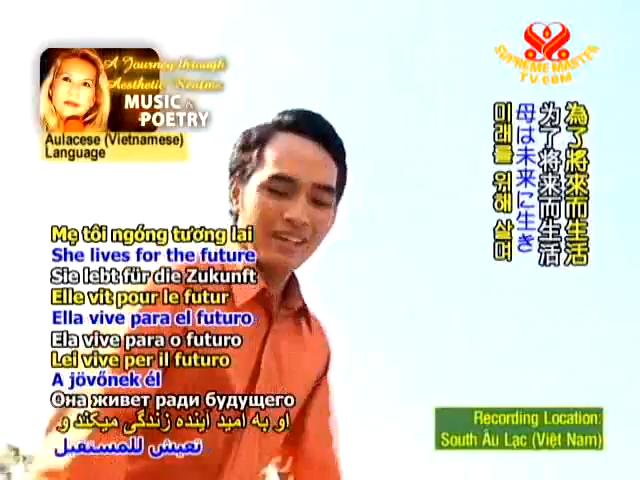 A Journey through
Aesthetic Realms
MUSIC &
POETRY
Aulacese (Vietnamese)
Language
SUPREME MASTER
TV.COM
為了將來而生活
为了将来而生活
母は未来に生き
미래를 위해 살며
Mẹ tôi ngóng tương lai
She lives for the future
Sie lebt für die Zukunft
Elle vit pour le futur
Ella vive para el futuro
Ela vive para o futuro
Lei vive per il futuro
A jövőnek él
Она живет ради будущего
او به امید آینده زندگی میکند و
تعيش للمستقبل
Recording Location:
South Âu Lạc (Việt Nam)